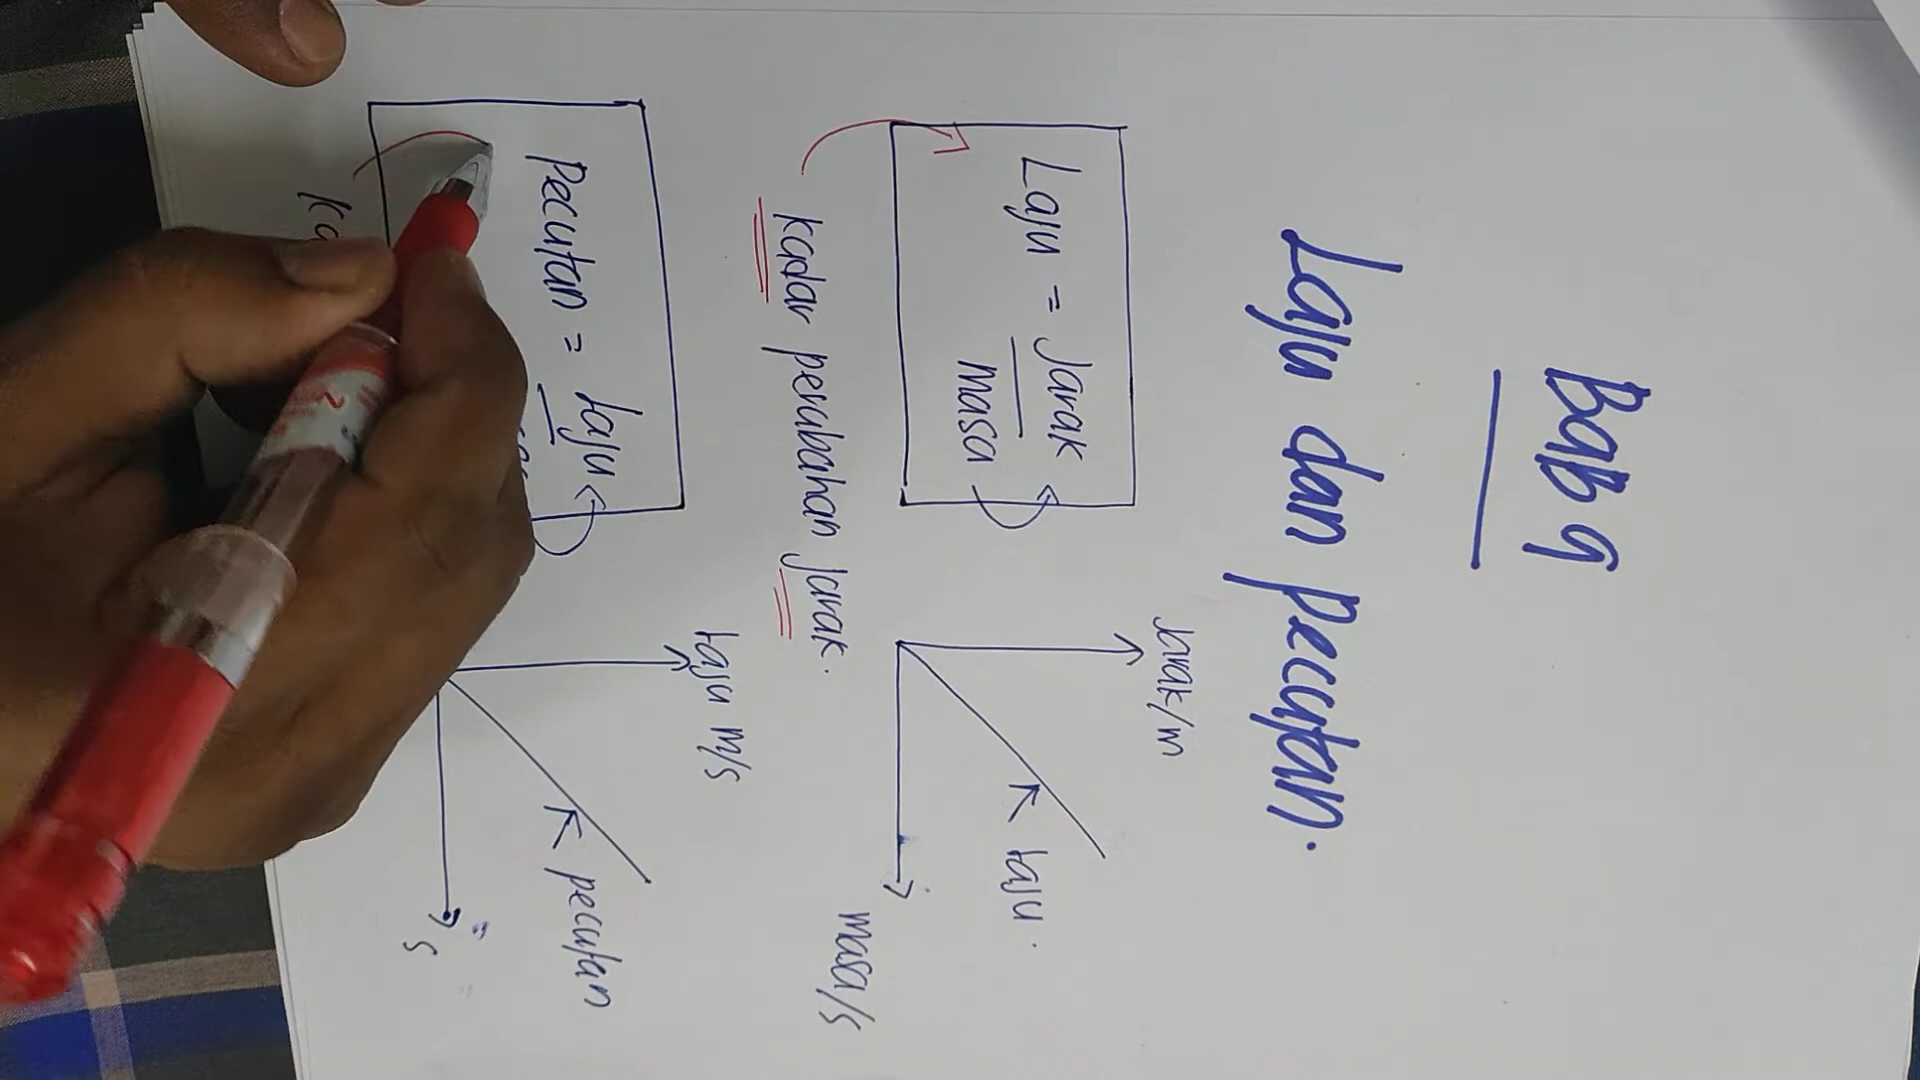 Bab 9
Laju dan pecutan.
Laju = Jarak
masa
Jarak/m
laju.
masa/s
kadar perubahan jarak.
Pecutan = laju
laju m/s
pecutan
s